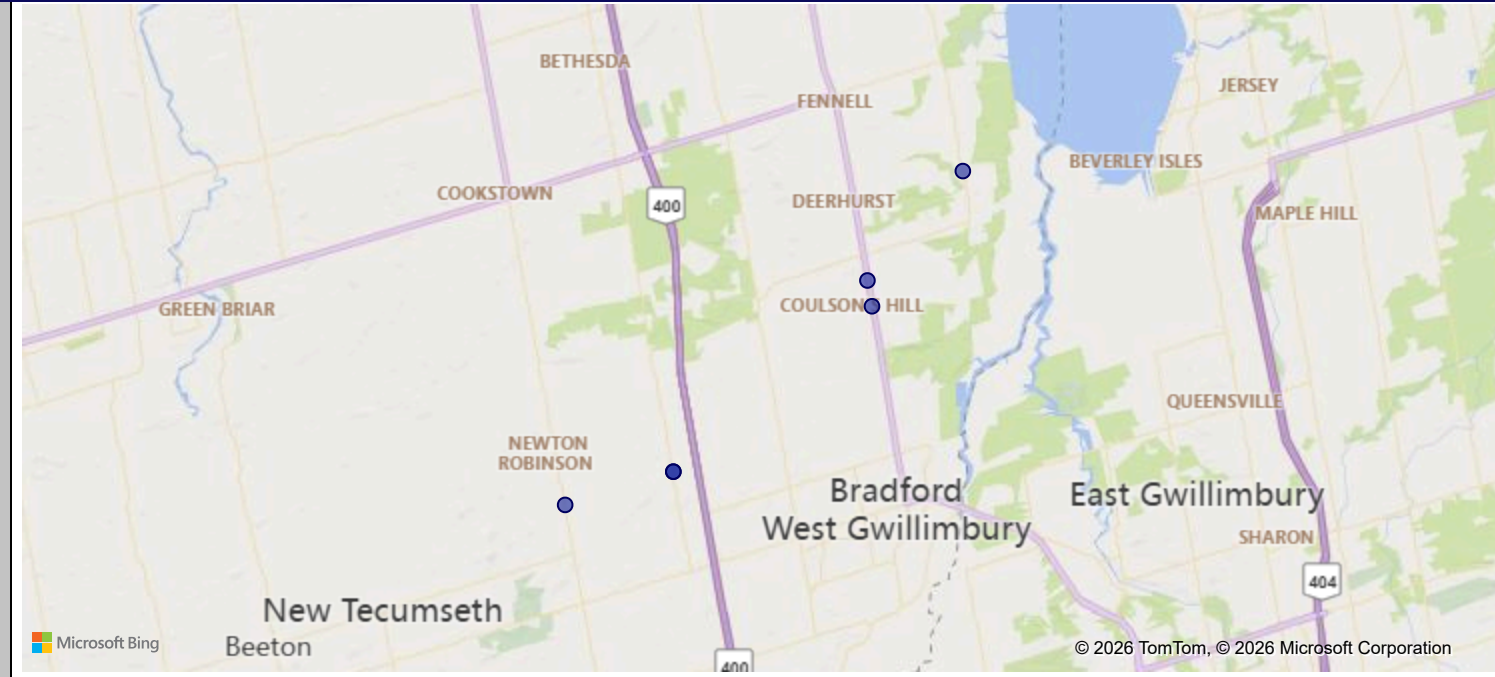 BETHESDA
JERSEY
FENNELL
BEVERLEY ISLES
COOKSTOWN
DEERHURST
400
MAPLE HILL
GREEN BRIAR
COULSONS HILL
QUEENSVILLE
NEWTON
ROBINSON
Bradford
West Gwillimbury
East Gwillimbury
SHARON
404
New Tecumseth
Beeton
Microsoft Bing
400
© 2026 TomTom, © 2026 Microsoft Corporation